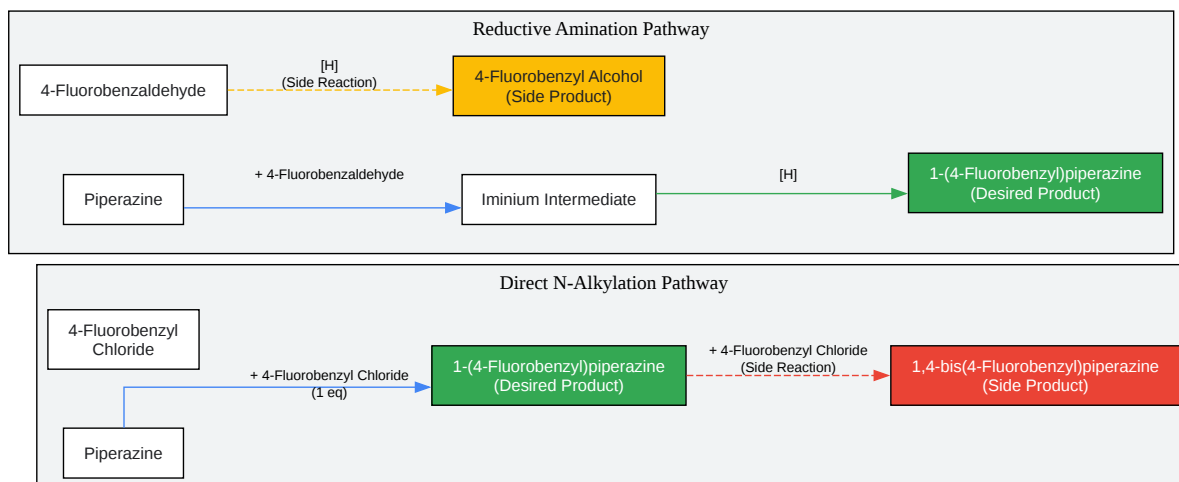 Reductive Amination Pathway
4-Fluorobenzaldehyde
[H]
(Side Reaction)
4-Fluorobenzyl Alcohol
(Side Product)
Piperazine
+ 4-Fluorobenzaldehyde
Iminium Intermediate
[H]
1-(4-Fluorobenzyl)piperazine
(Desired Product)
Direct N-Alkylation Pathway
4-Fluorobenzyl
Chloride
Piperazine
+ 4-Fluorobenzyl Chloride
(1 eq)
1-(4-Fluorobenzyl)piperazine
(Desired Product)
+ 4-Fluorobenzyl Chloride
(Side Reaction)
1,4-bis(4-Fluorobenzyl)piperazine
(Side Product)